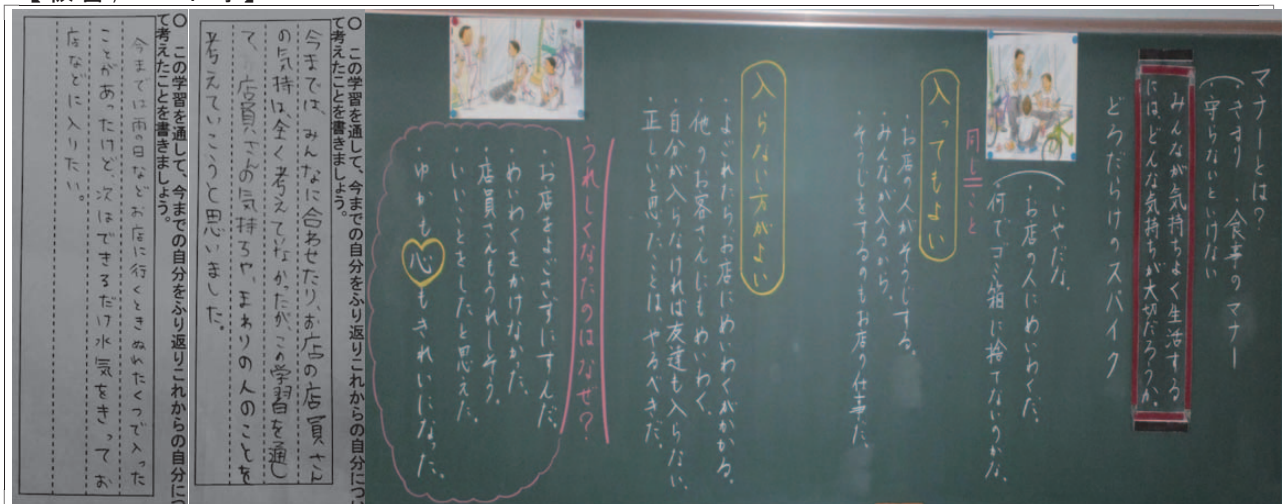 マナーとは?
・きまり ・食事のマナー
・守らないといけない
みんなが気持ちよく生活する
には、どんな気持ちが大切だろうか。
どろだらけのスパイク
・いやだな。
・お店の人にめいわくだ。
・何でゴミ箱に捨てないのかな。
同じこと
入ってもよい
・お店の人がそうじする。
・みんなが入るから。
・そうじをするのもお店の仕事だ。
入らない方がよい
・よごれたらお店にめいわくがかかる。
・他のお客さんにもめいわく。
・自分が入らなければ友達も入らない。
正しいと思ったことは、やるべきだ。
うれしくなったのはなぜ?
・お店をよごさずにすんだ。
・めいわくをかけなかった。
・店員さんもうれしそう。
・いいことをしたと思えた。
・ゆかも心もきれいになった。
○ この学習を通して、今までの自分をふり返りこれからの自分につい
て考えたことを書きましょう。
今までは、みんなに合わせたり、お店の店員さん
の気持は全く考えてなかったが、この学習を通し
て、店員さんの気持ちや、まわりの人のことを
考えていこうと思いました。
○ この学習を通して、今までの自分をふり返りこれからの自分につ
て考えたことを書きましょう。
今までは雨の日などお店に行くときぬれたくつで入った
ことがあったけど、次はできるだけ水気をきってお
店などに入りたい。